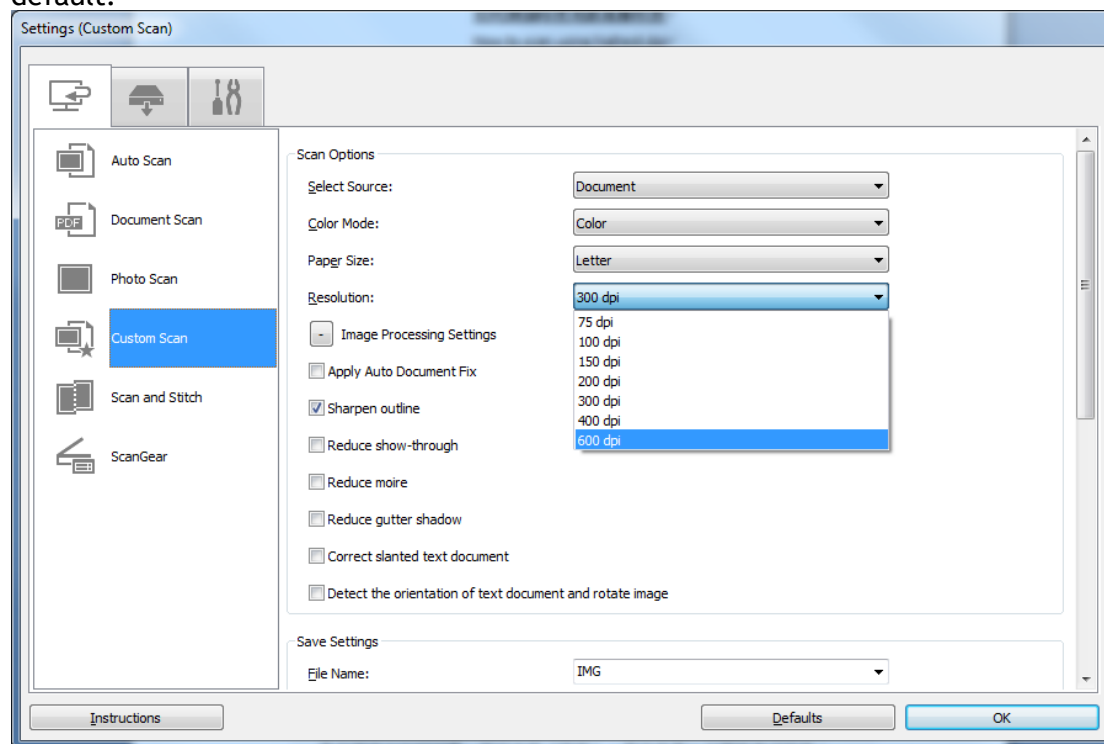 default.
Settings (Custom Scan)
Auto Scan
Document Scan
Photo Scan
Custom Scan
Scan and Stitch
ScanGear
PDF
Scan Options
Select Source: Document
Color Mode: Color
Paper Size: Letter
Resolution: 300 dpi
75 dpi
100 dpi
150 dpi
200 dpi
300 dpi
400 dpi
600 dpi
- Image Processing Settings
Apply Auto Document Fix
Sharpen outline
Reduce show-through
Reduce moire
Reduce gutter shadow
Correct slanted text document
Detect the orientation of text document and rotate image
Save Settings
File Name: IMG
Instructions
Defaults
OK